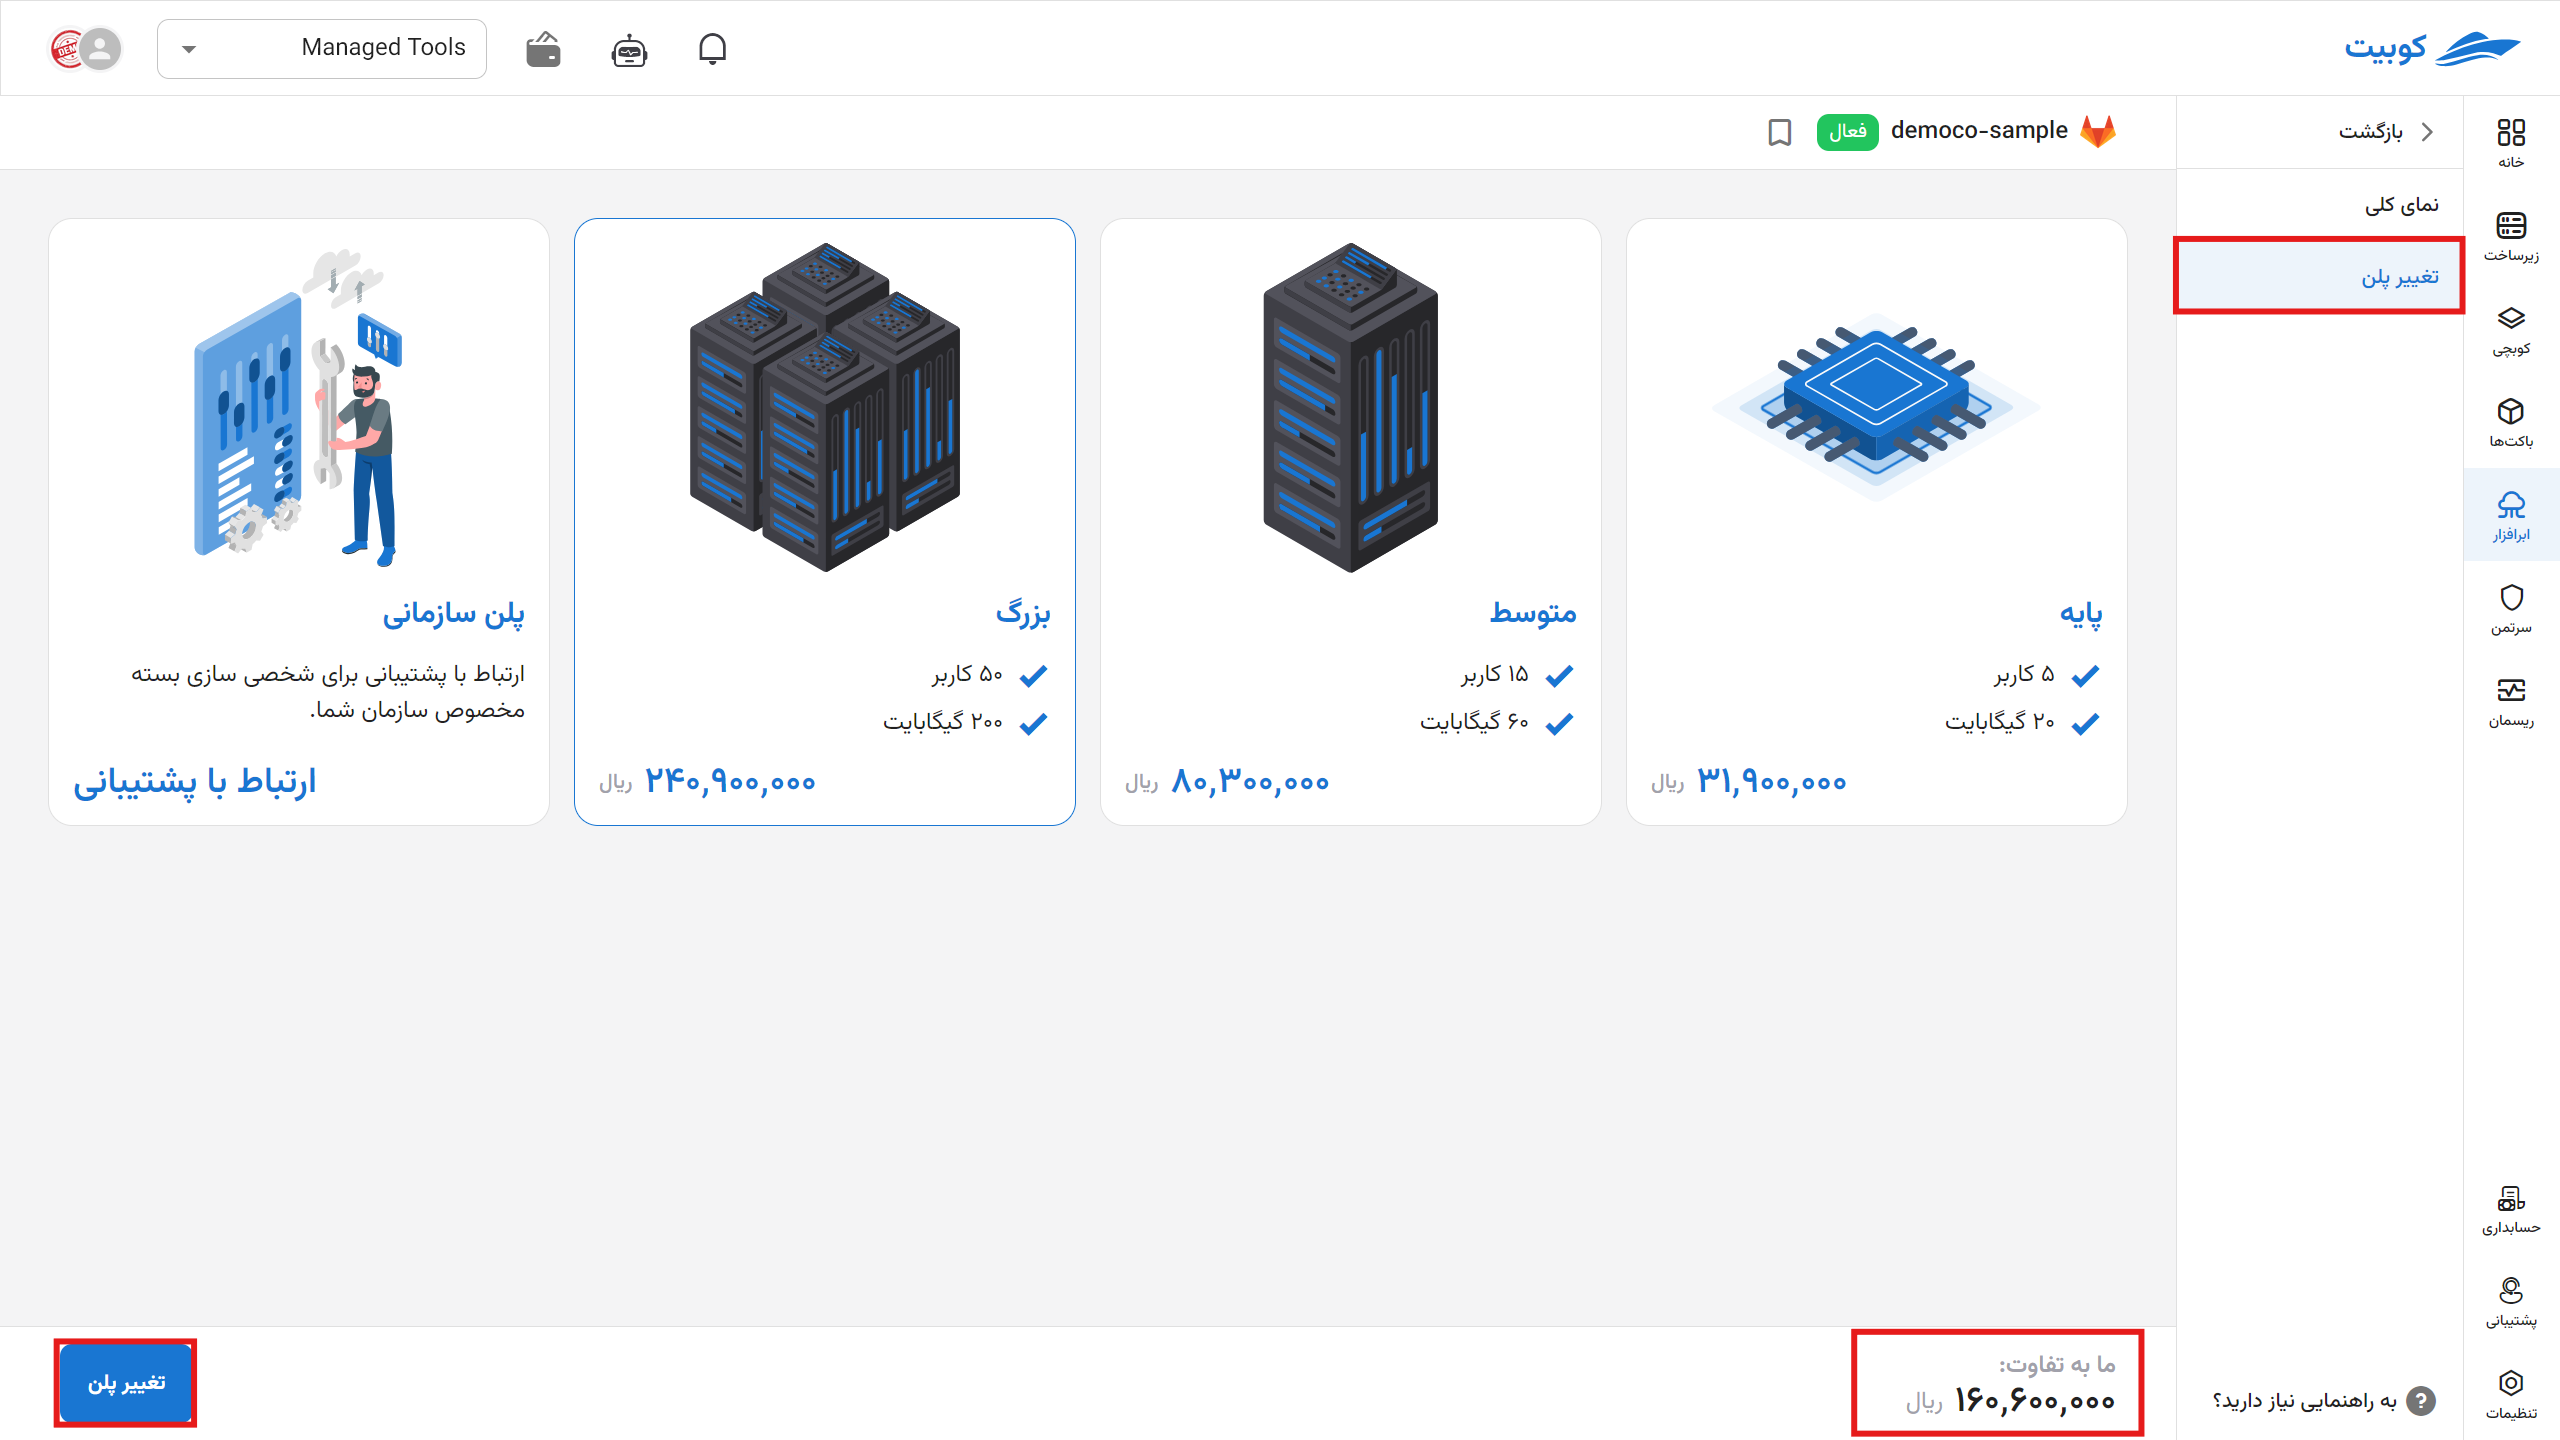 کوبیت
Managed Tools
خانه
زیرساخت
کوبچی
باکت‌ها
ابرافزار
سرتمن
ریسمان
حسابداری
پشتیبانی
تنظیمات
بازگشت
نمای کلی
تغییر پلن
به راهنمایی نیاز دارید؟
democo-sample
فعال
پایه
۵ کاربر
۲۰ گیگابایت
۳۱,۹۰۰,۰۰۰ ریال
متوسط
۱۵ کاربر
۶۰ گیگابایت
۸۰,۳۰۰,۰۰۰ ریال
بزرگ
۵۰ کاربر
۲۰۰ گیگابایت
۲۴۰,۹۰۰,۰۰۰ ریال
پلن سازمانی
ارتباط با پشتیبانی برای شخصی سازی بسته
مخصوص سازمان شما.
ارتباط با پشتیبانی
ما به تفاوت:
۱۶۰,۶۰۰,۰۰۰ ریال
تغییر پلن